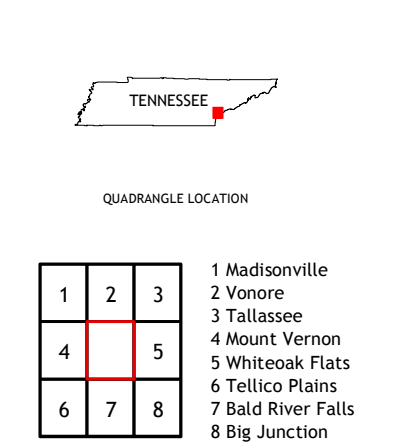 TENNESSEE
QUADRANGLE LOCATION
1 2 3
4 5
6 7 8
1 Madisonville
2 Vonore
3 Tallassee
4 Mount Vernon
5 Whiteoak Flats
6 Tellico Plains
7 Bald River Falls
8 Big Junction